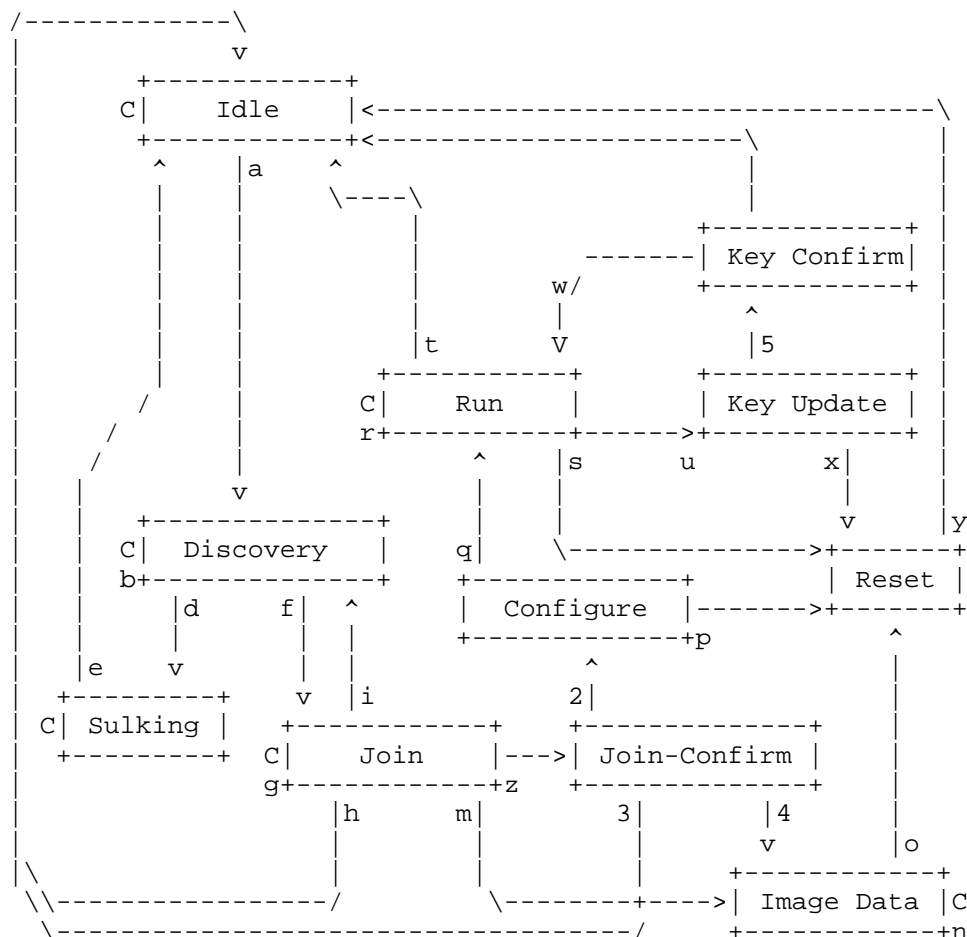 C| Idle
a
Key Confirm
w/
t V 5
C| Run Key Update
r
s u x
v
v y
C| Discovery q Reset
b
d f Configure
p
e v v i 2
C| Sulking
C| Join Join-Confirm
g z
h m 3 4
v o
Image Data C
n